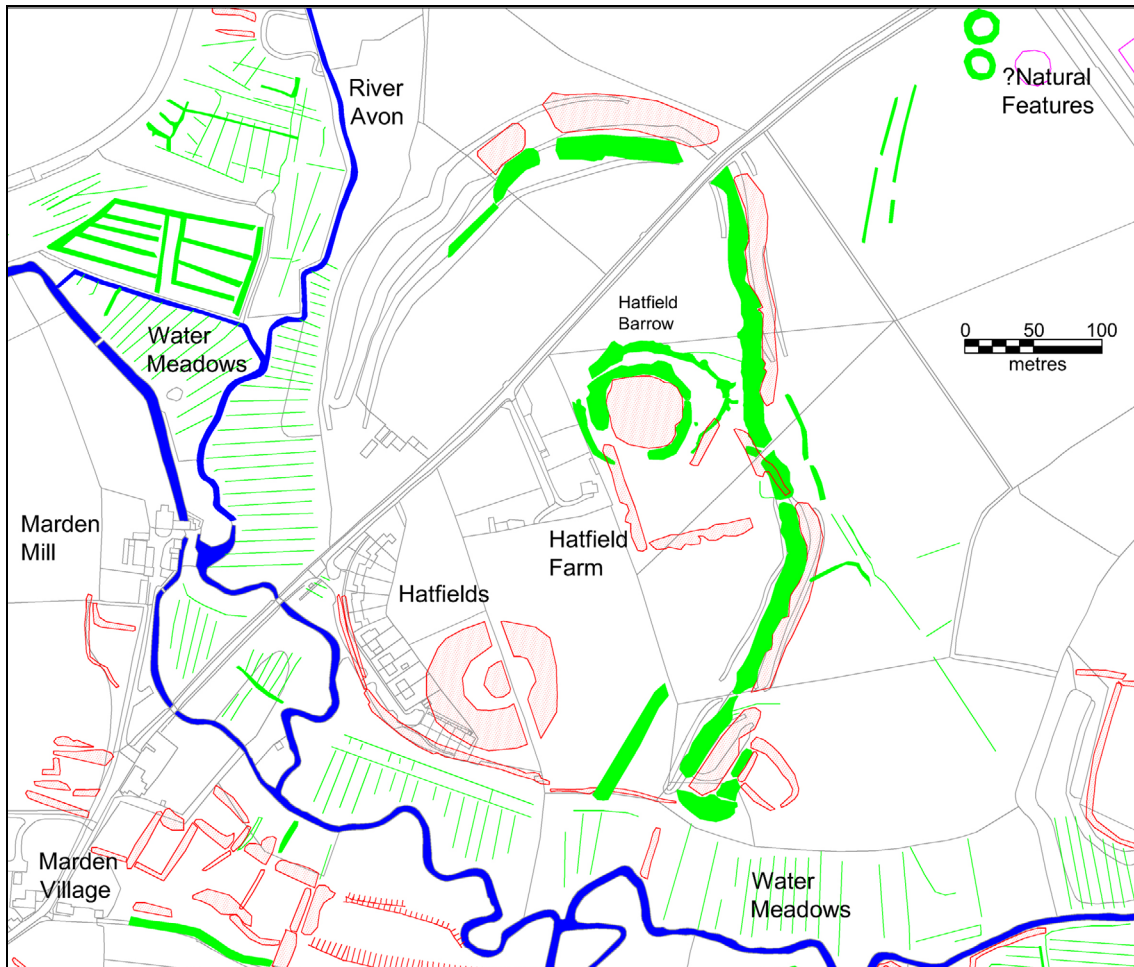 River
Avon
?Natural
Features
Hatfield
Barrow
0 50 100
metres
Water
Meadows
Marden
Mill
Hatfield
Farm
Hatfields
Marden
Village
Water
Meadows